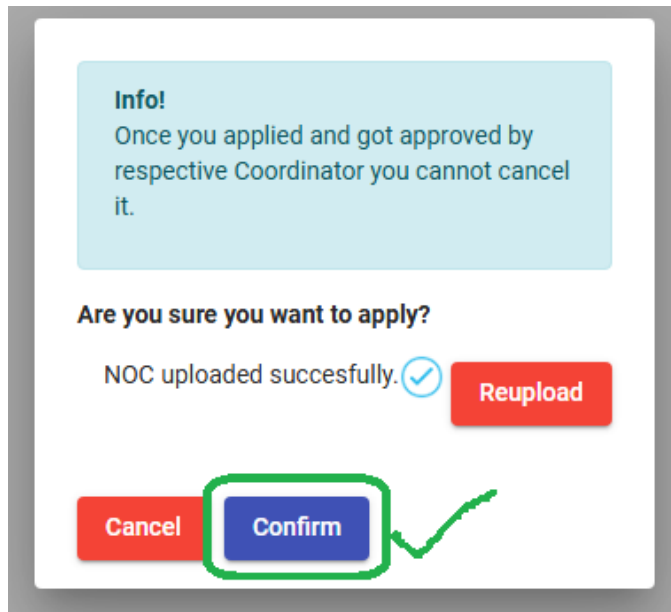 Info!
Once you applied and got approved by
respective Coordinator you cannot cancel
it.
Are you sure you want to apply?
NOC uploaded succesfully.
Reupload
Cancel
Confirm